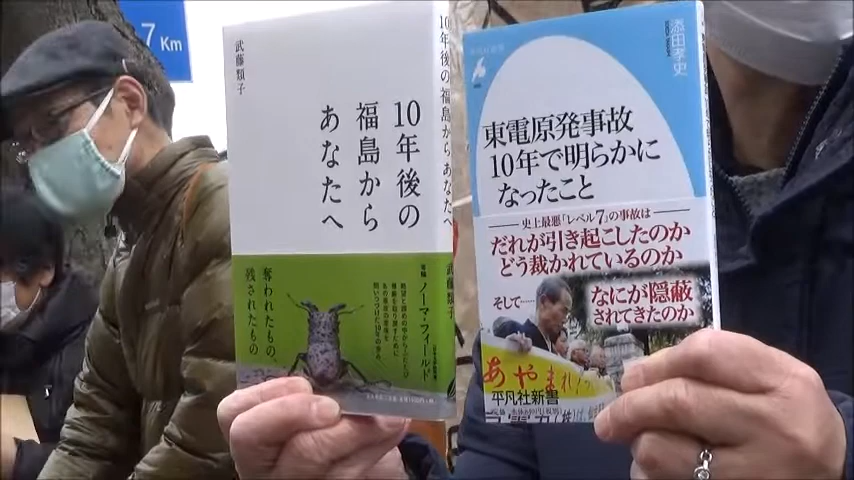 7 Km
武藤類子
10年後の
福島から
あなたへ
10年後の福島から、あなたへ
武藤類子
奪われたもの、
残されたもの
ノーマ・フィールド
添田孝史
東電原発事故
10年で明らかに
なったこと
史上最悪「レベル7」の事故は
だれが引き起こしたのか
どう裁かれているのか
そして…
なにが隠蔽
されてきたのか
あやまれ
平凡社新書